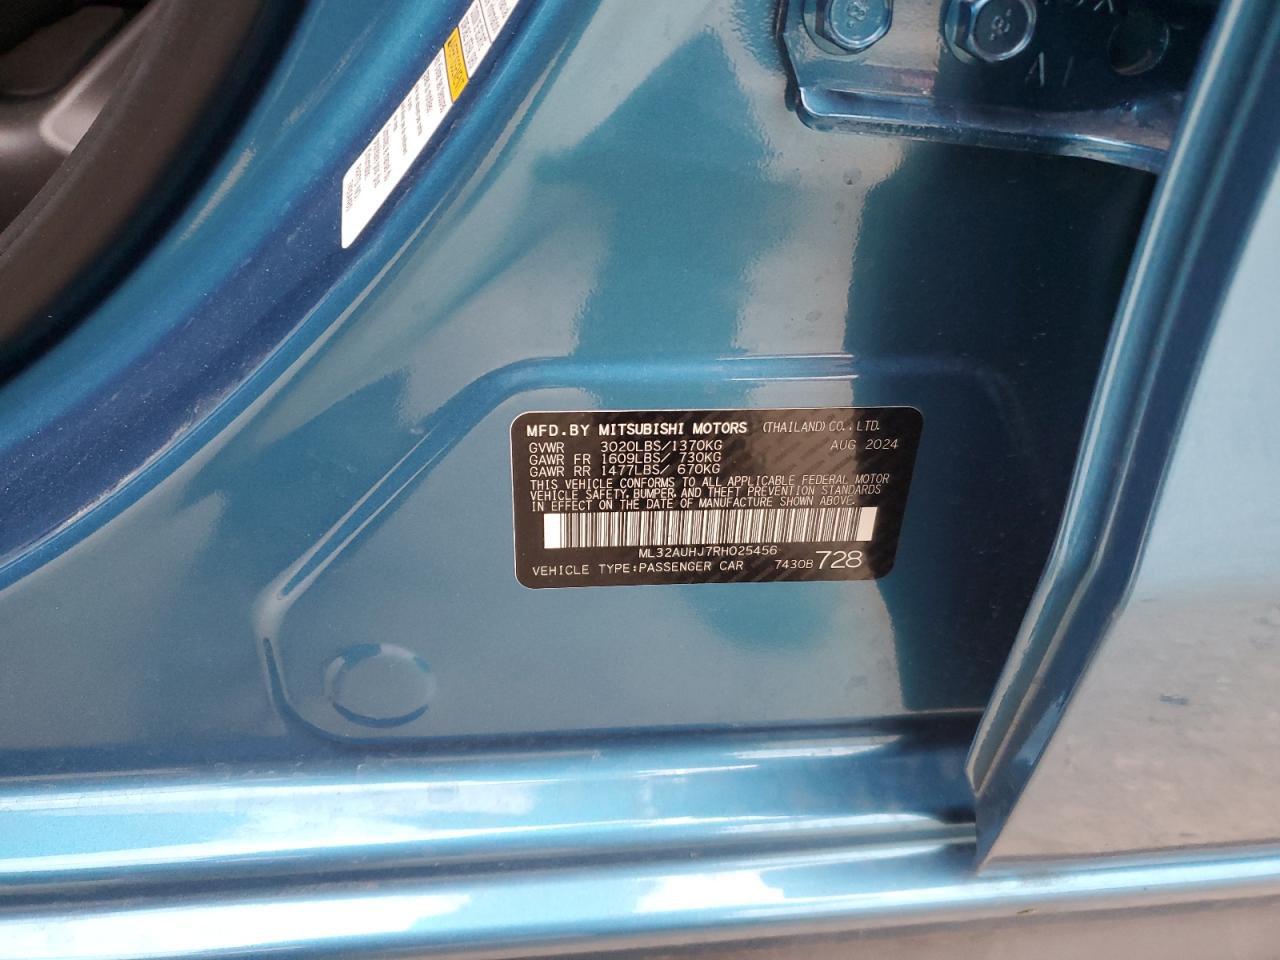 MFD.BY MITSUBISHI MOTORS (THAILAND) CO.,LTD.
GVWR 3020LBS/1370KG AUG 2024
GAWR FR 1609LBS/ 730KG
GAWR RR 1477LBS/ 670KG
THIS VEHICLE CONFORMS TO ALL APPLICABLE FEDERAL MOTOR
VEHICLE SAFETY, BUMPER, AND THEFT PREVENTION STANDARDS
IN EFFECT ON THE DATE OF MANUFACTURE SHOWN ABOVE.
ML32AUHJ7RH025456
VEHICLE TYPE:PASSENGER CAR 7430B 728